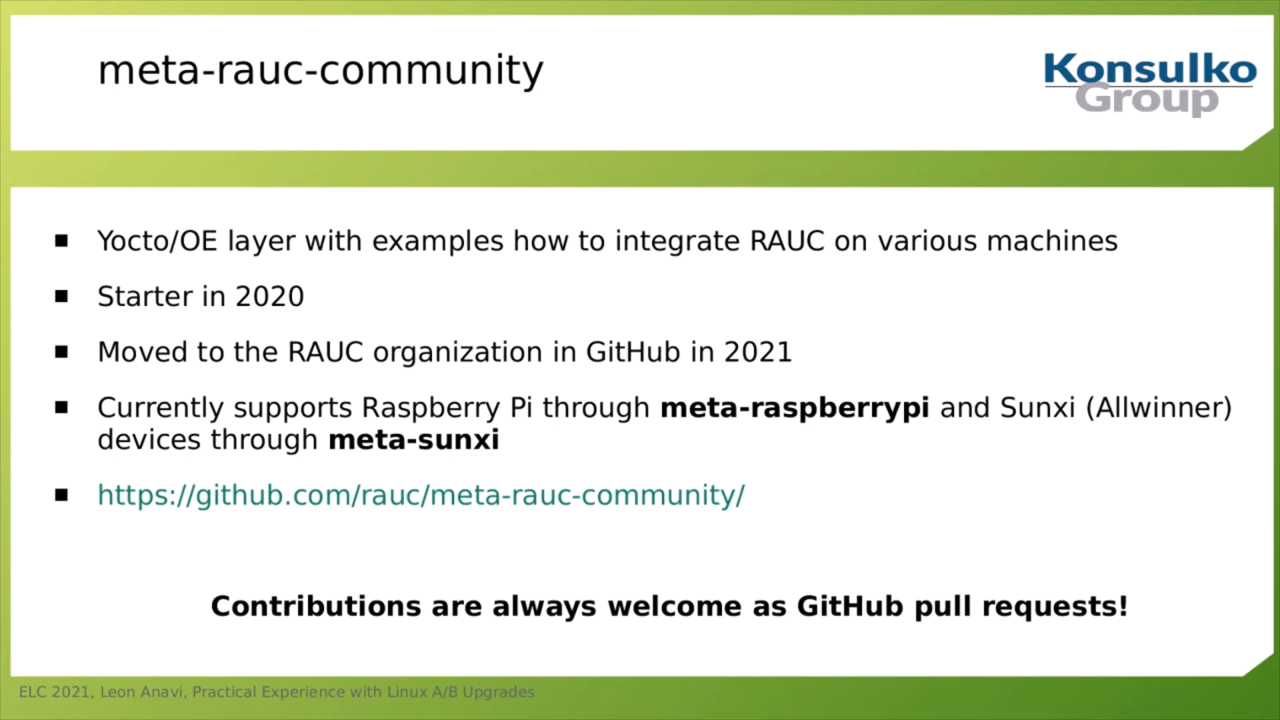 meta-rauc-community
Konsulko
Group
Yocto/OE layer with examples how to integrate RAUC on various machines
Starter in 2020
Moved to the RAUC organization in GitHub in 2021
Currently supports Raspberry Pi through meta-raspberrypi and Sunxi (Allwinner)
devices through meta-sunxi
https://github.com/rauc/meta-rauc-community/
Contributions are always welcome as GitHub pull requests!
ELC 2021, Leon Anavi, Practical Experience with Linux A/B Upgrades